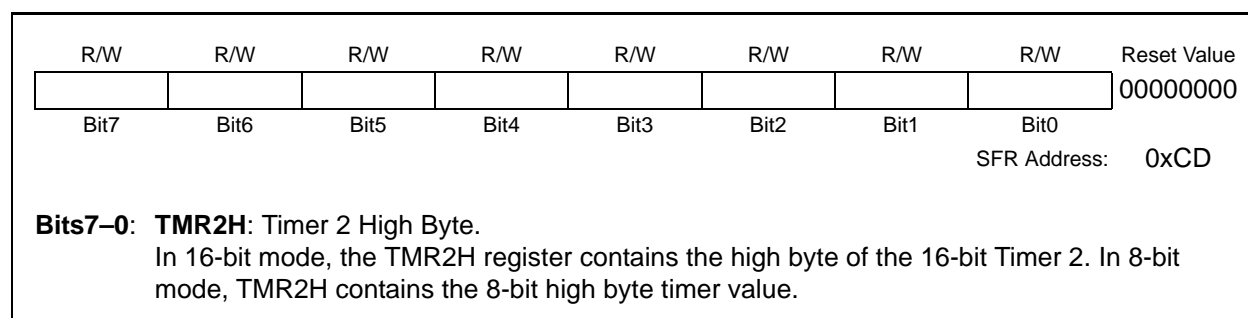 R/W R/W R/W R/W R/W R/W R/W R/W Reset Value
00000000
Bit7 Bit6 Bit5 Bit4 Bit3 Bit2 Bit1 Bit0
SFR Address: 0xCD
Bits7–0: TMR2H: Timer 2 High Byte.
In 16-bit mode, the TMR2H register contains the high byte of the 16-bit Timer 2. In 8-bit
mode, TMR2H contains the 8-bit high byte timer value.